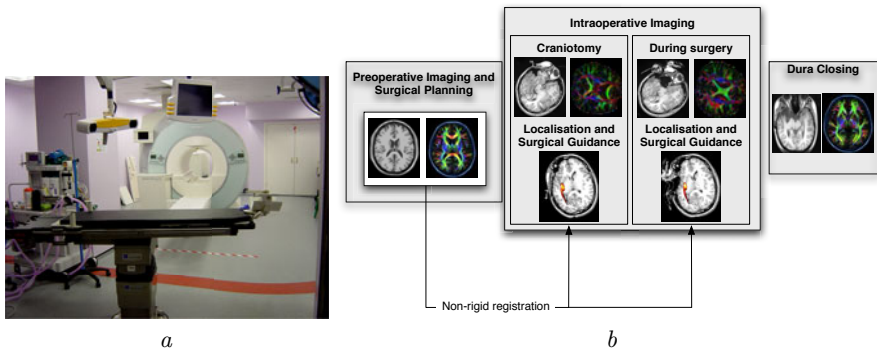 Intraoperative Imaging
Craniotomy
During surgery
Preoperative Imaging and
Surgical Planning
Dura Closing
Localisation and
Surgical Guidance
Localisation and
Surgical Guidance
Non-rigid registration
a
b